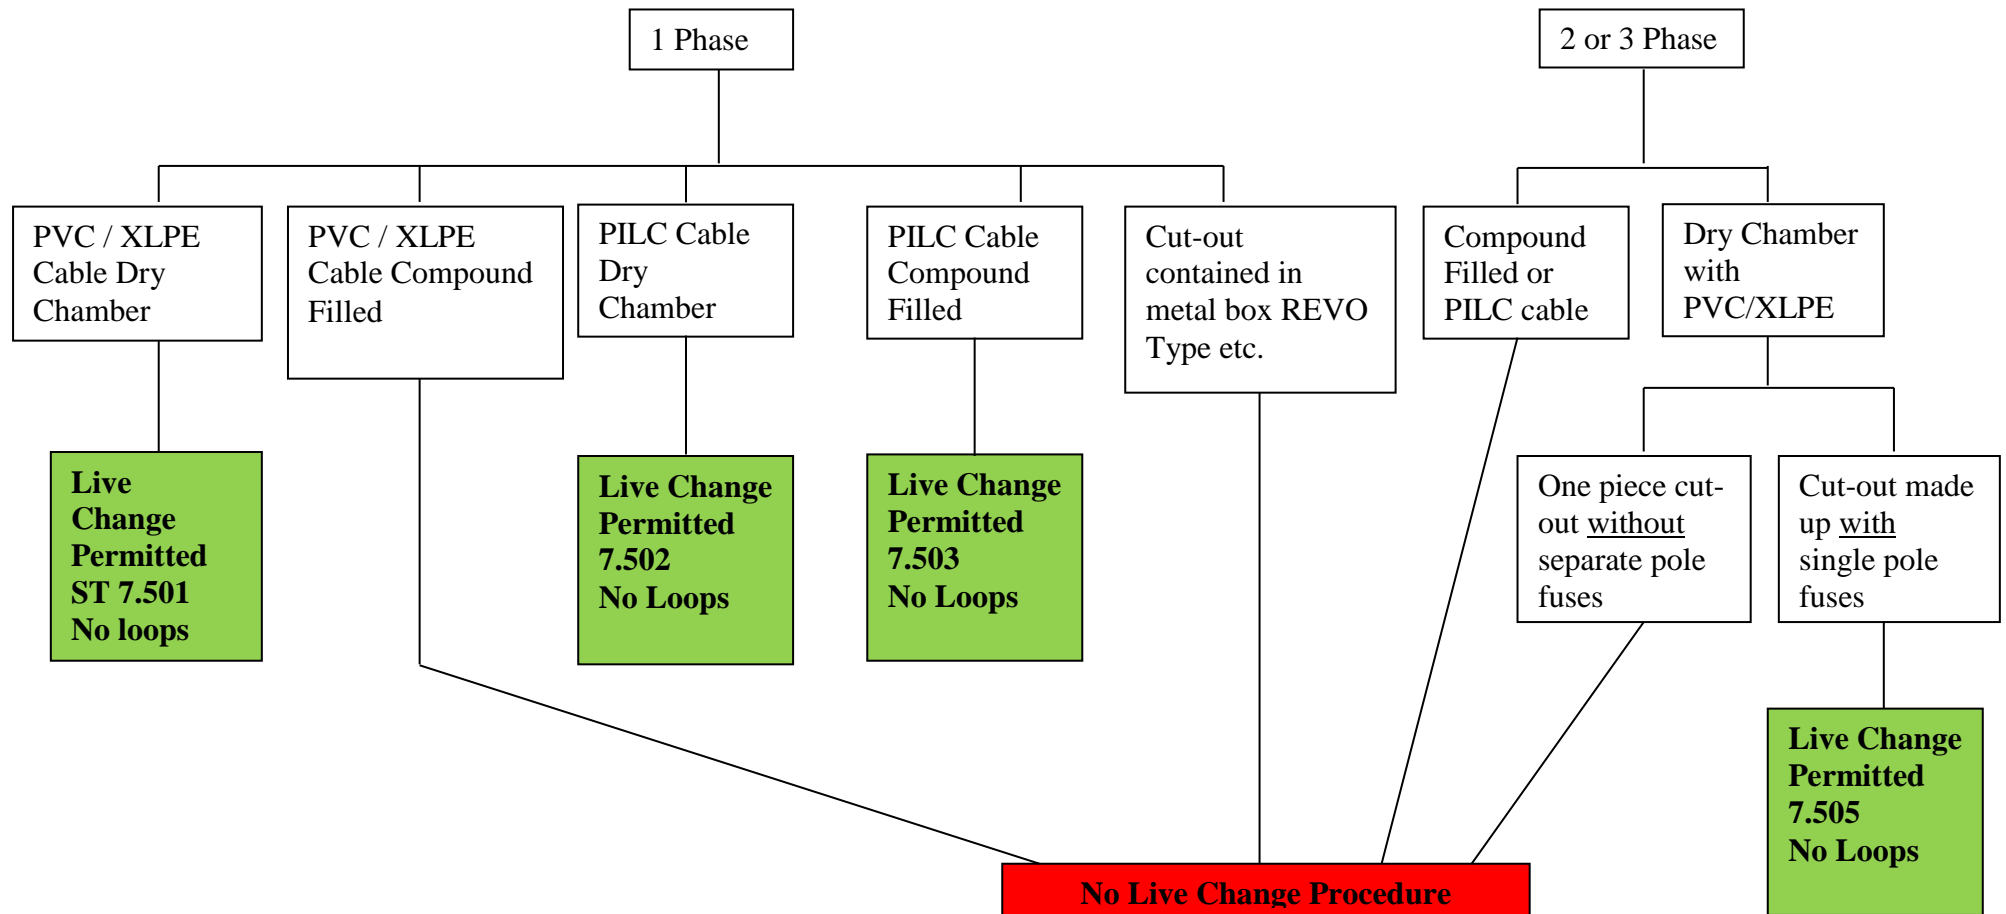 1 Phase
2 or 3 Phase
PVC / XLPE
Cable Dry
Chamber
PVC / XLPE
Cable Compound
Filled
PILC Cable
Dry
Chamber
PILC Cable
Compound
Filled
Cut-out
contained in
metal box REVO
Type etc.
Compound
Filled or
PILC cable
Dry Chamber
with
PVC/XLPE
Live
Change
Permitted
ST 7.501
No loops
Live Change
Permitted
7.502
No Loops
Live Change
Permitted
7.503
No Loops
One piece cut-
out without
separate pole
fuses
Cut-out made
up with
single pole
fuses
Live Change
Permitted
7.505
No Loops
No Live Change Procedure